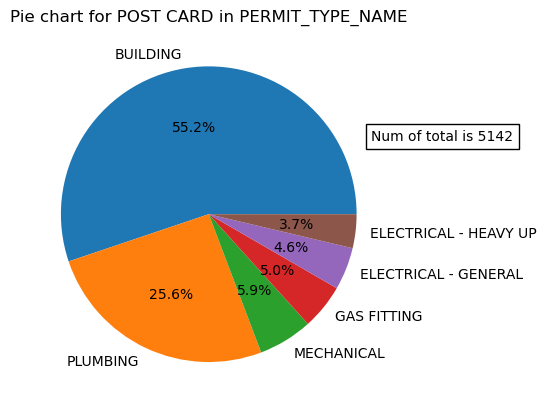 Pie chart for POST CARD in PERMIT_TYPE_NAME
BUILDING
55.2%
Num of total is 5142
3.7%
ELECTRICAL - HEAVY UP
4.6%
ELECTRICAL - GENERAL
5.0%
GAS FITTING
5.9%
MECHANICAL
25.6%
PLUMBING